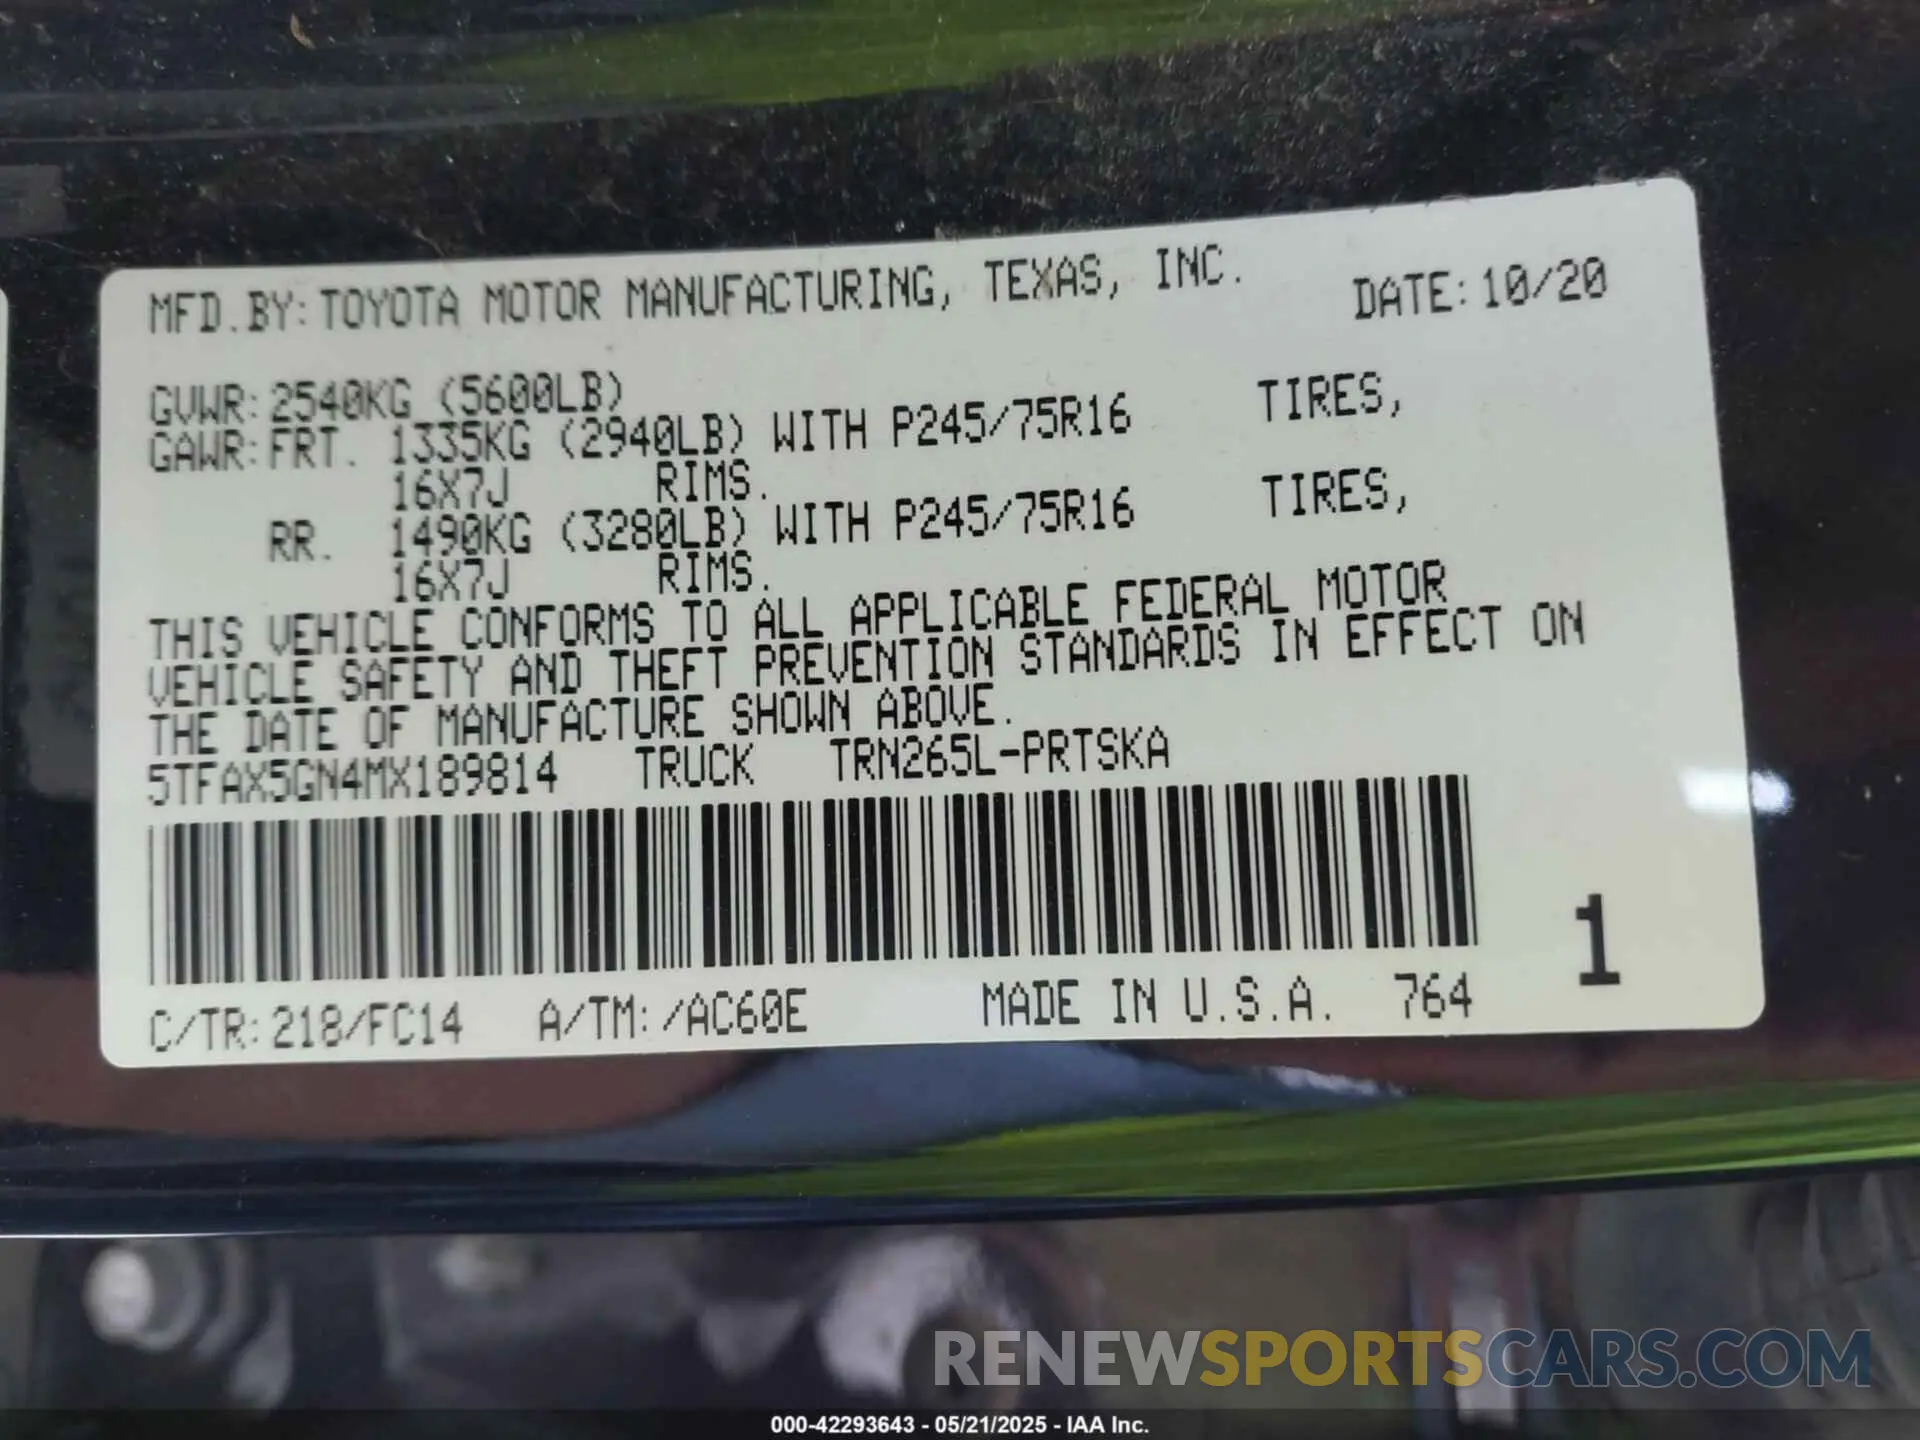 MFD.BY:TOYOTA MOTOR MANUFACTURING, TEXAS, INC. DATE:10/20
GVWR:2540KG (5600LB)
GAWR:FRT. 1335KG (2940LB) WITH P245/75R16 TIRES,
16X7J RIMS.
RR. 1490KG (3280LB) WITH P245/75R16 TIRES,
16X7J RIMS.
THIS VEHICLE CONFORMS TO ALL APPLICABLE FEDERAL MOTOR
VEHICLE SAFETY AND THEFT PREVENTION STANDARDS IN EFFECT ON
THE DATE OF MANUFACTURE SHOWN ABOVE.
5TFAX5GN4MX189814 TRUCK TRN265L-PRTSKA
1
C/TR:218/FC14 A/TM:/AC60E MADE IN U.S.A. 764
RENEWSPORTSCARS.COM
000-42293643 - 05/21/2025 - IAA Inc.